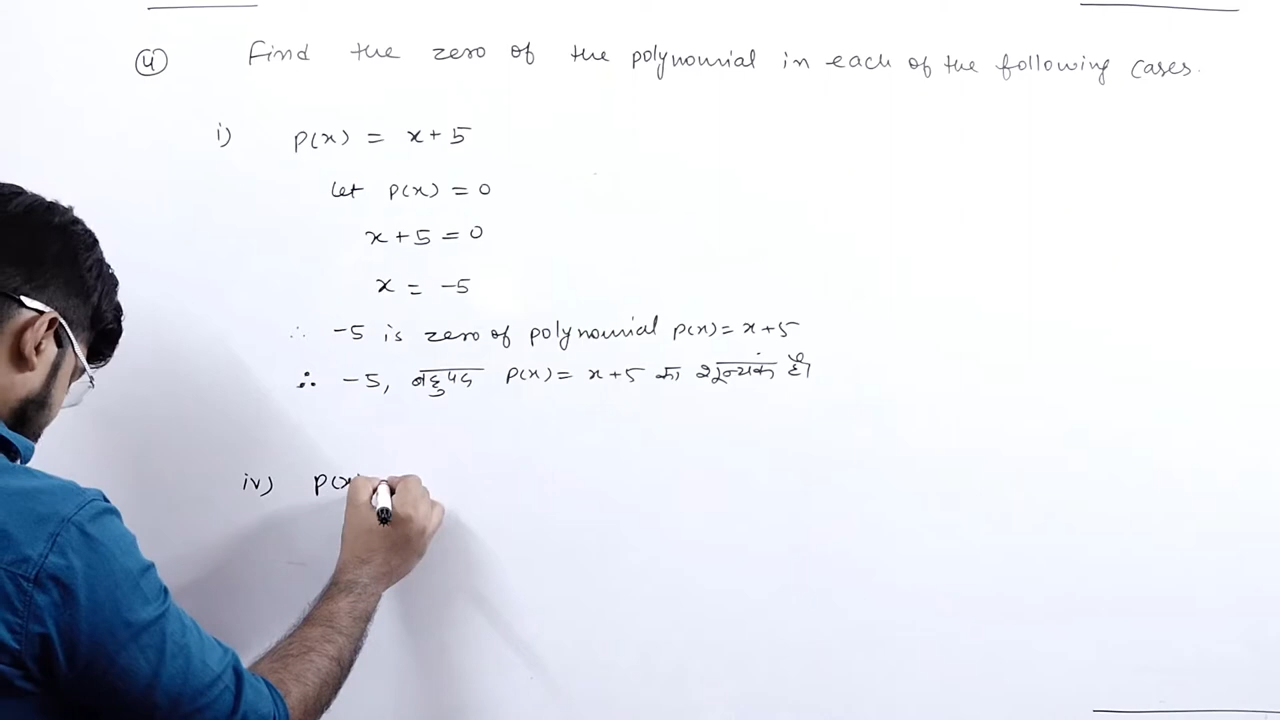 ④ Find the zero of the polynomial in each of the following cases.
i) P(x) = x+5
Let P(x) = 0
x+5 = 0
x = -5
∴ -5 is zero of polynomial P(x) = x+5
∴ -5, बहुपद P(x) = x+5 का शून्यक है।
iv) P(x)